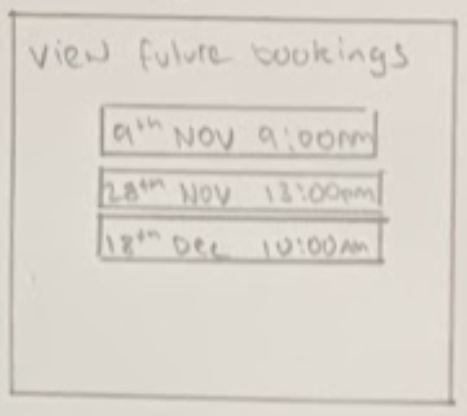 View future bookings
9th NOV 9:00am
28th NOV 13:00pm
18th Dec 10:00AM